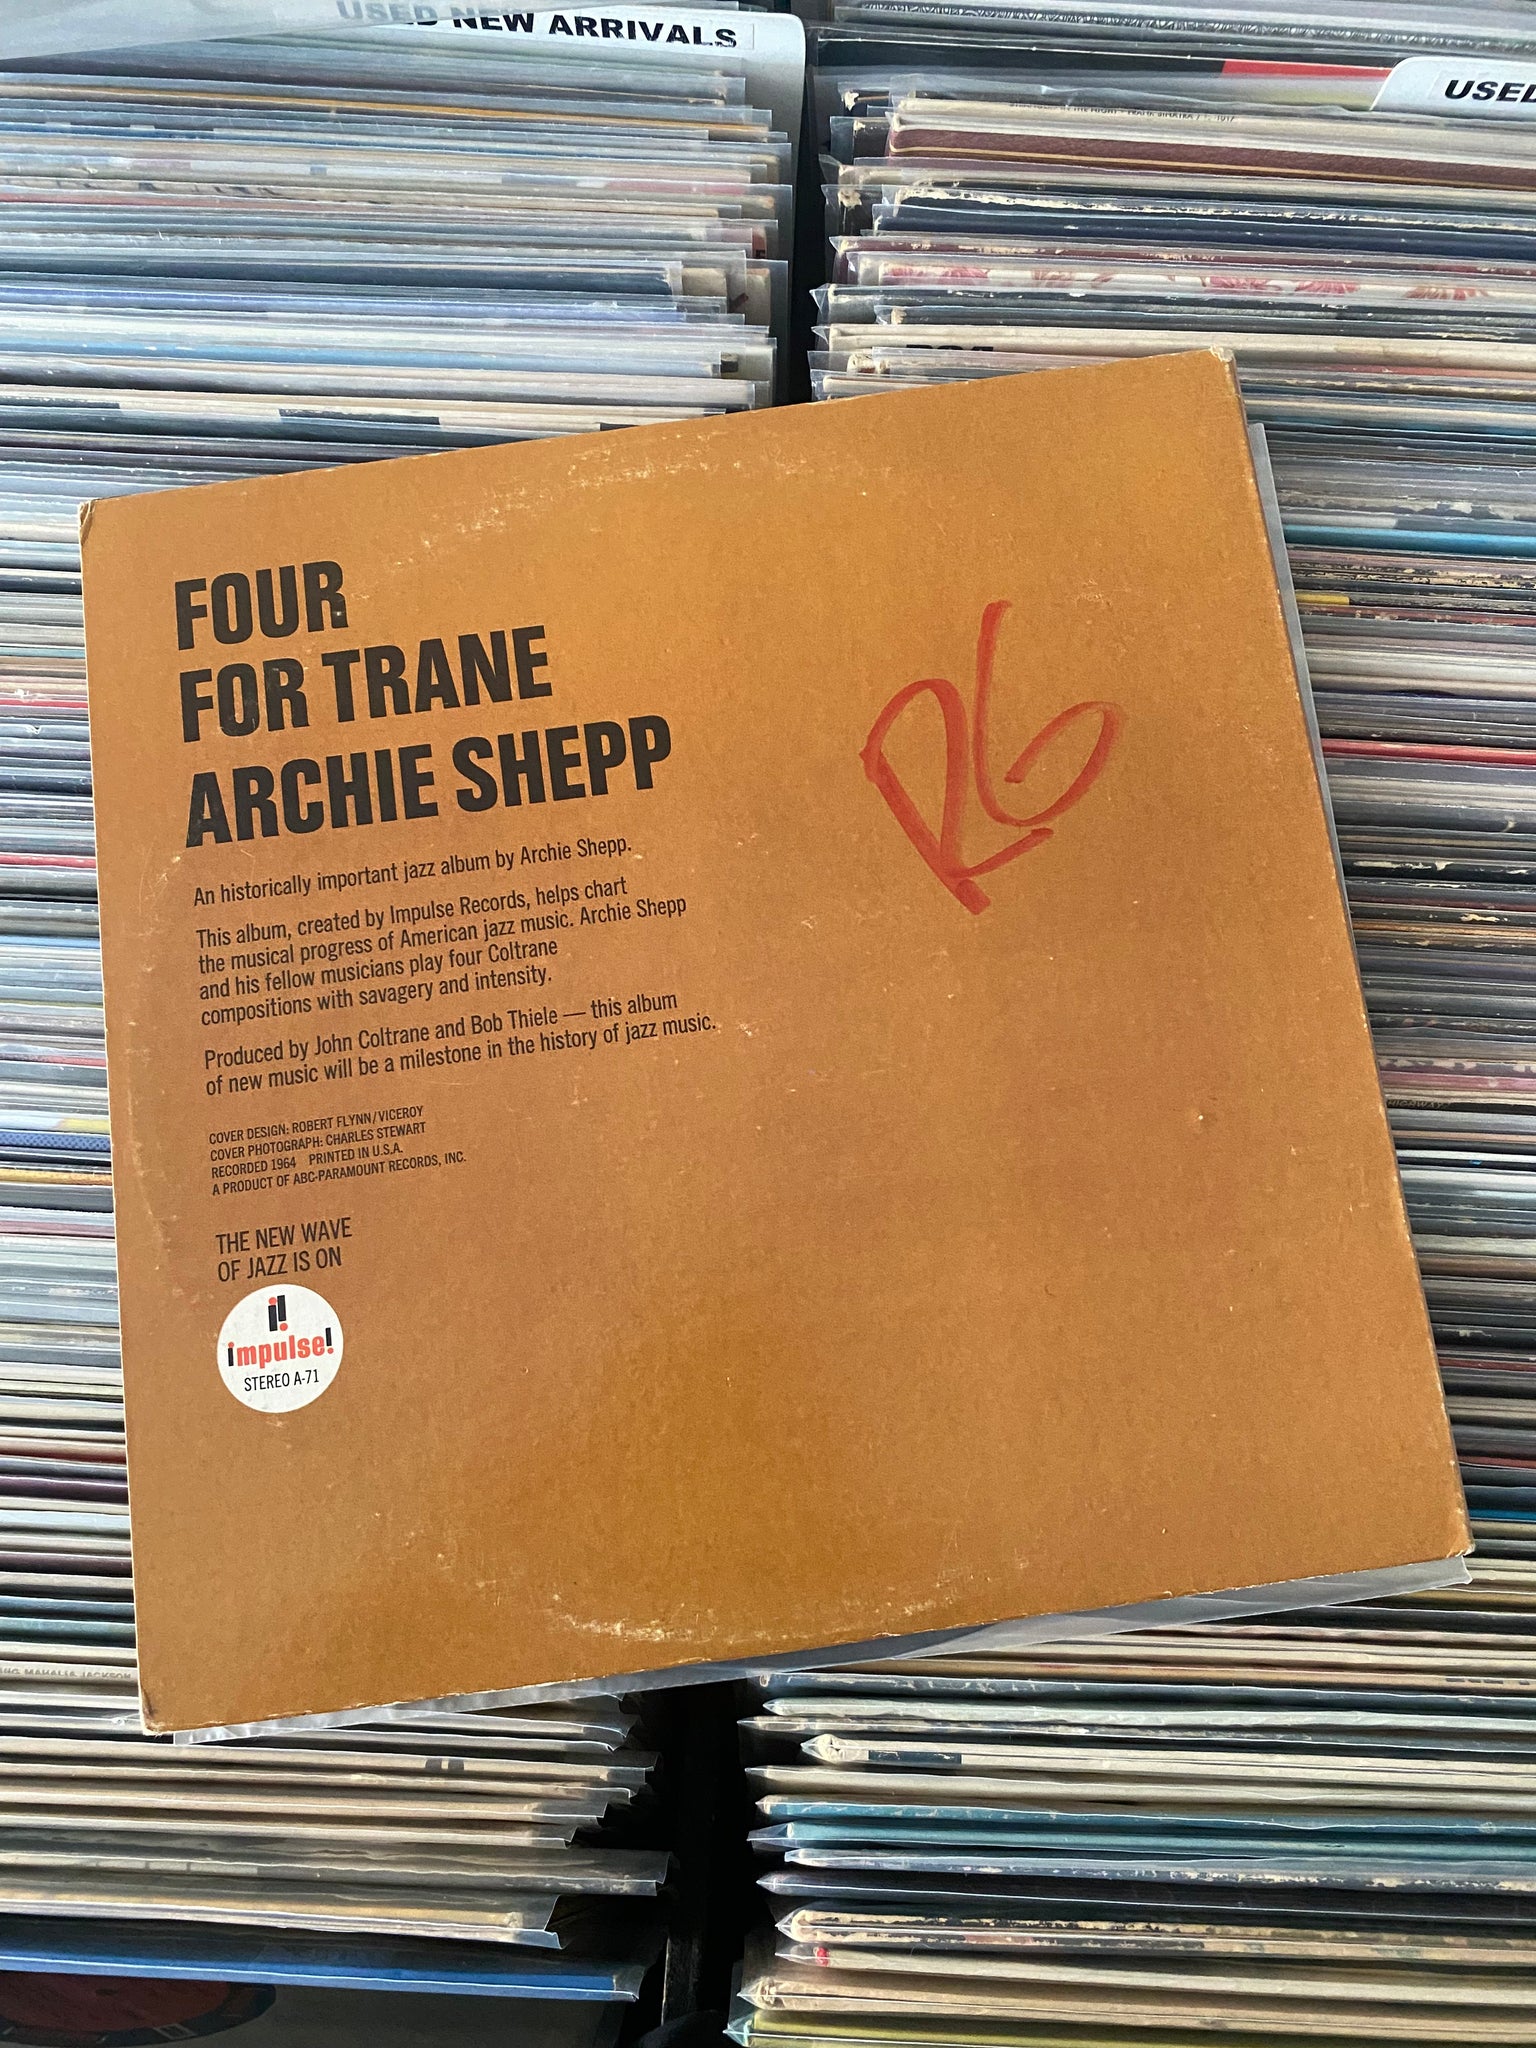 USED NEW ARRIVALS
USED
FOUR
FOR TRANE
ARCHIE SHEPP
An historically important jazz album by Archie Shepp.
This album, created by Impulse Records, helps chart
the musical progress of American jazz music. Archie Shepp
and his fellow musicians play four Coltrane
compositions with savagery and intensity.
Produced by John Coltrane and Bob Thiele — this album
of new music will be a milestone in the history of jazz music.
COVER DESIGN: ROBERT FLYNN/VICEROY
COVER PHOTOGRAPH: CHARLES STEWART
RECORDED 1964 PRINTED IN U.S.A.
A PRODUCT OF ABC-PARAMOUNT RECORDS, INC.
THE NEW WAVE
OF JAZZ IS ON
i!
impulse!
STEREO A-71
RG
MAHALIA JACKSON